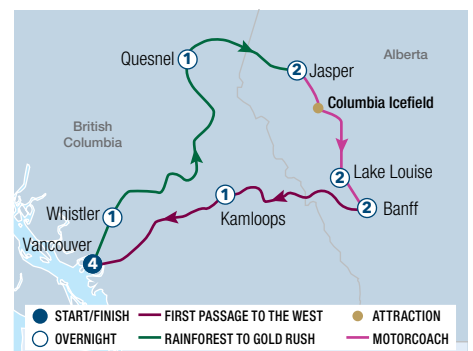 Quesnel
1
2
Jasper
Alberta
Columbia Icefield
British
Columbia
2
Lake Louise
1
Kamloops
2
Banff
Whistler
1
Vancouver
4
START/FINISH
FIRST PASSAGE TO THE WEST
ATTRACTION
OVERNIGHT
RAINFOREST TO GOLD RUSH
MOTORCOACH